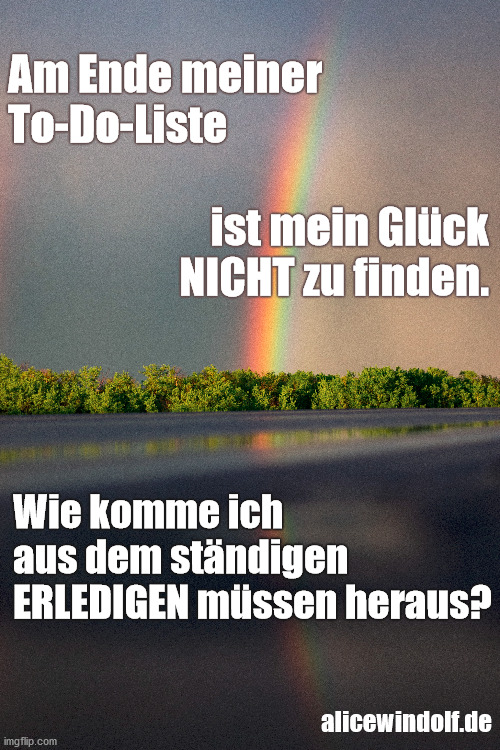 Am Ende meiner
To-Do-Liste
ist mein Glück
NICHT zu finden.
Wie komme ich
aus dem ständigen
ERLEDIGEN müssen heraus?
alicewindolf.de
imgflip.com